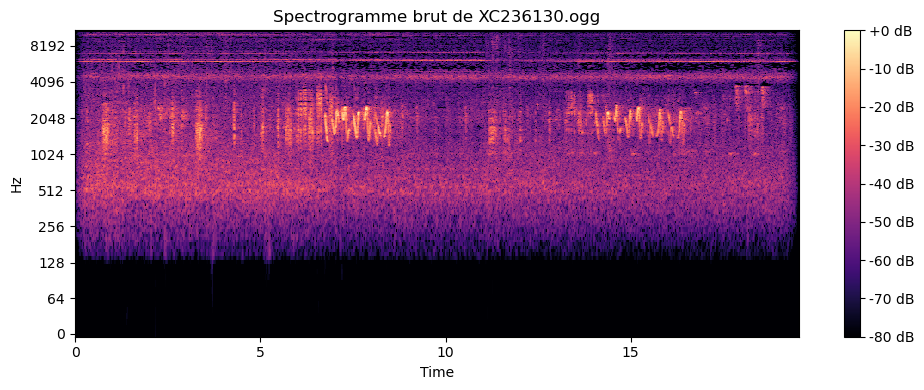 Spectrogramme brut de XC236130.ogg
8192
4096
2048
1024
512
256
128
64
0
Hz
0
5
10
15
Time
+0 dB
-10 dB
-20 dB
-30 dB
-40 dB
-50 dB
-60 dB
-70 dB
-80 dB